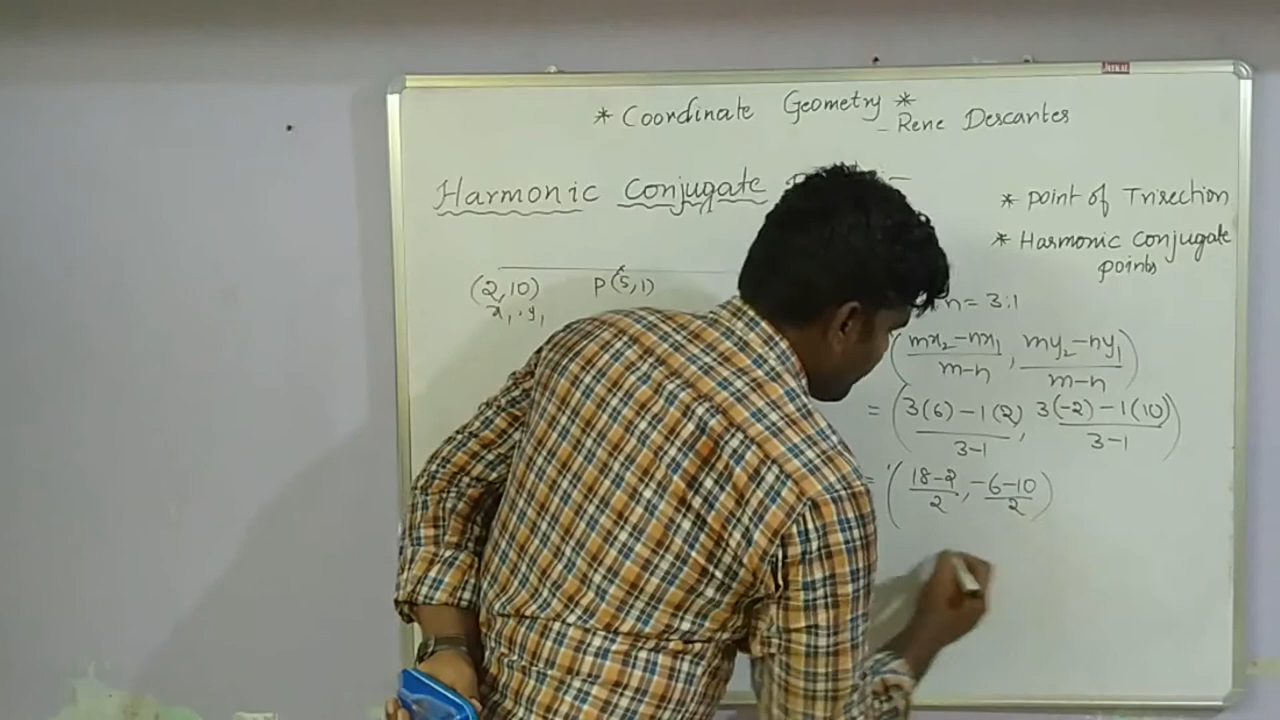 * Coordinate Geometry *
- Rene Descartes
Harmonic Conjugate
* point of Trisection
* Harmonic Conjugate
points
(2,10) P(5,1)
x₁, y₁
n = 3:1
(mx₂-nx₁/m-n, my₂-ny₁/m-n)
= (3(6)-1(2)/3-1, 3(-2)-1(10)/3-1)
= (18-2/2, -6-10/2)